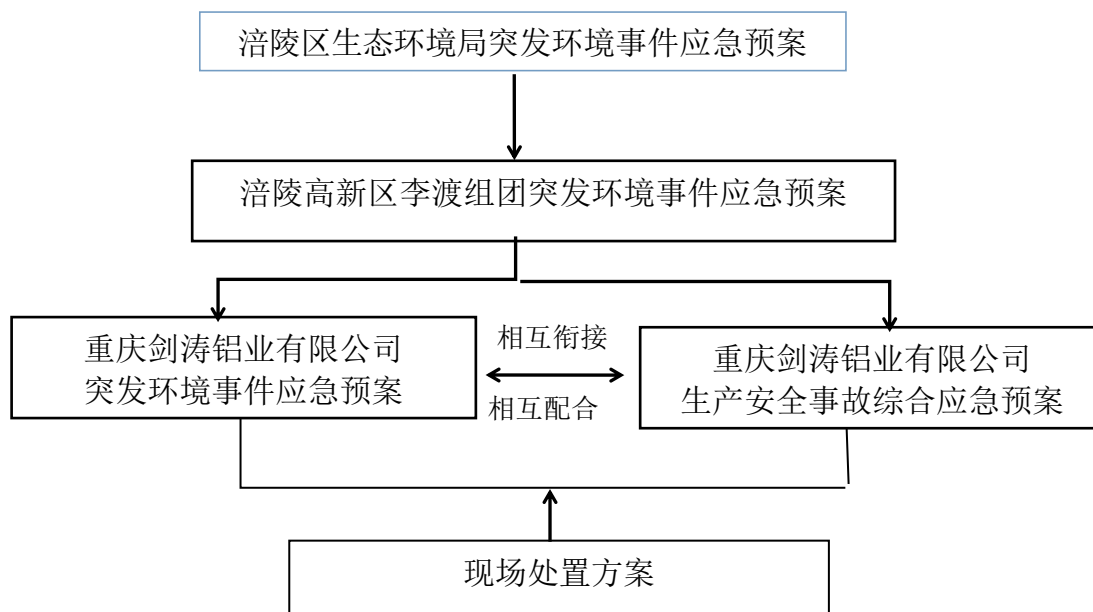 涪陵区生态环境局突发环境事件应急预案
涪陵高新区李渡组团突发环境事件应急预案
重庆剑涛铝业有限公司
突发环境事件应急预案
相互衔接
相互配合
重庆剑涛铝业有限公司
生产安全事故综合应急预案
现场处置方案